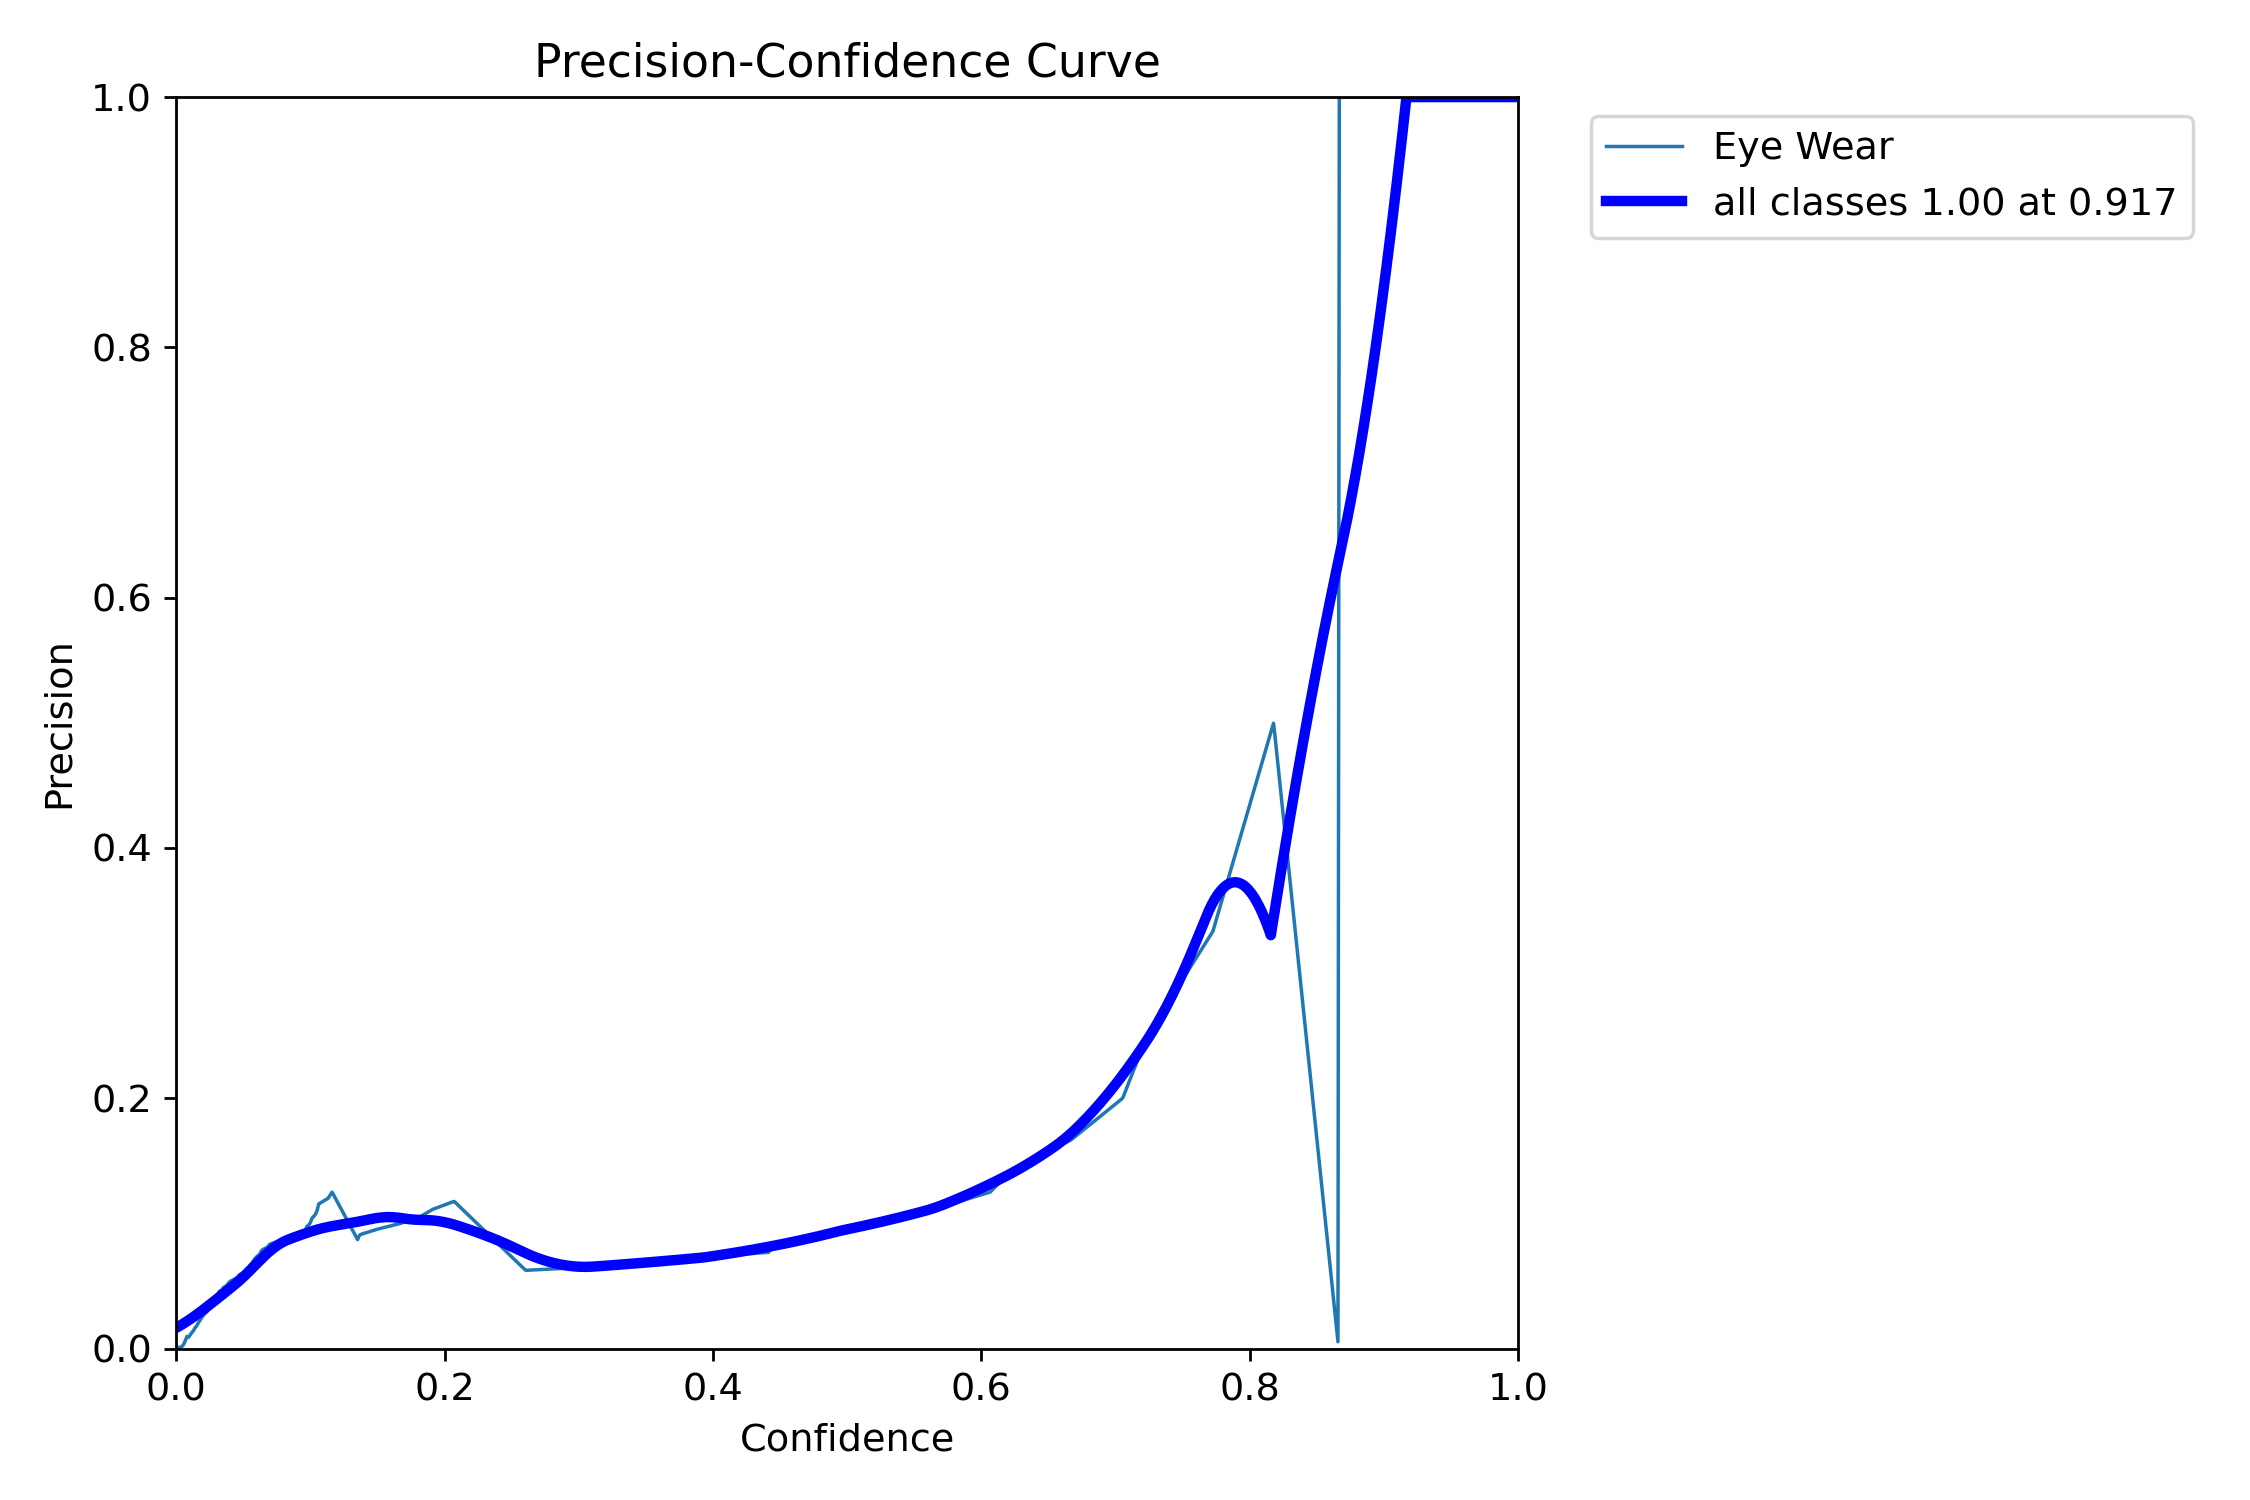 Precision-Confidence Curve
1.0
0.8
0.6
0.4
0.2
0.0
Precision
0.0 0.2 0.4 0.6 0.8 1.0
Confidence
Eye Wear
all classes 1.00 at 0.917